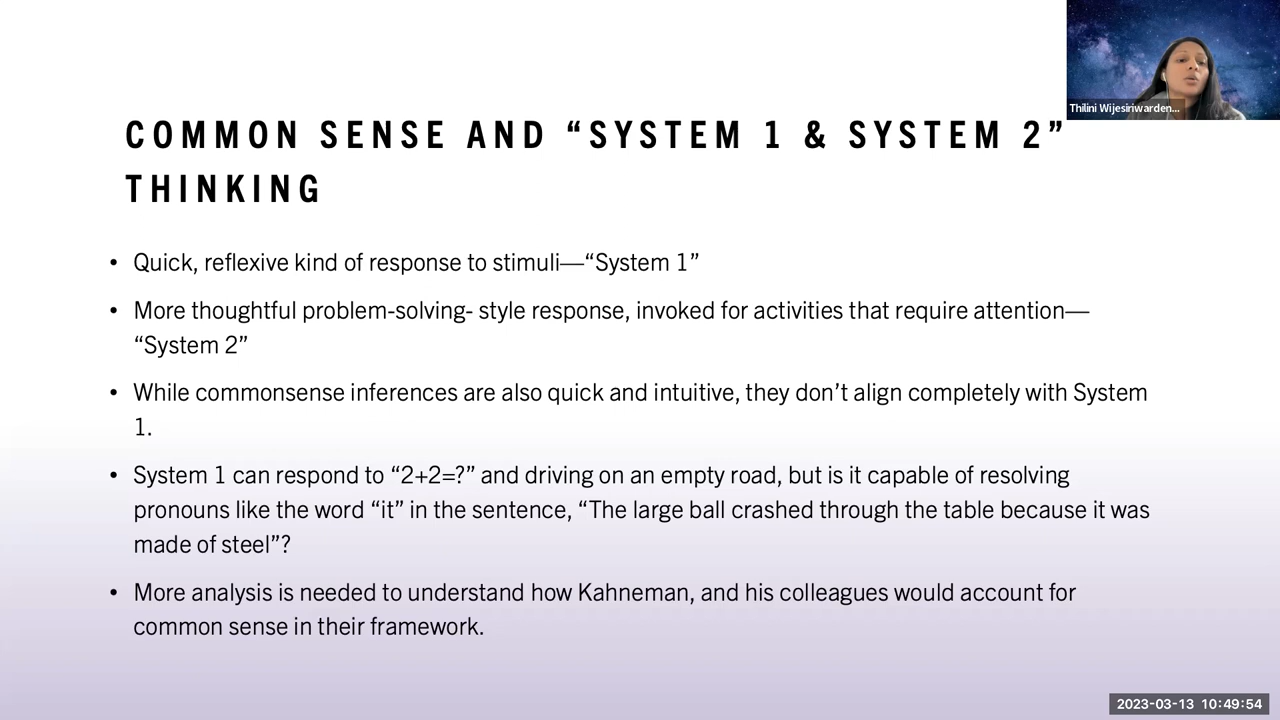 Thilini Wijesiriwarden...
COMMON SENSE AND “SYSTEM 1 & SYSTEM 2”
THINKING
• Quick, reflexive kind of response to stimuli—“System 1”
• More thoughtful problem-solving- style response, invoked for activities that require attention—
“System 2”
• While commonsense inferences are also quick and intuitive, they don’t align completely with System
1.
• System 1 can respond to “2+2=?” and driving on an empty road, but is it capable of resolving
pronouns like the word “it” in the sentence, “The large ball crashed through the table because it was
made of steel”?
• More analysis is needed to understand how Kahneman, and his colleagues would account for
common sense in their framework.
2023-03-13 10:49:54